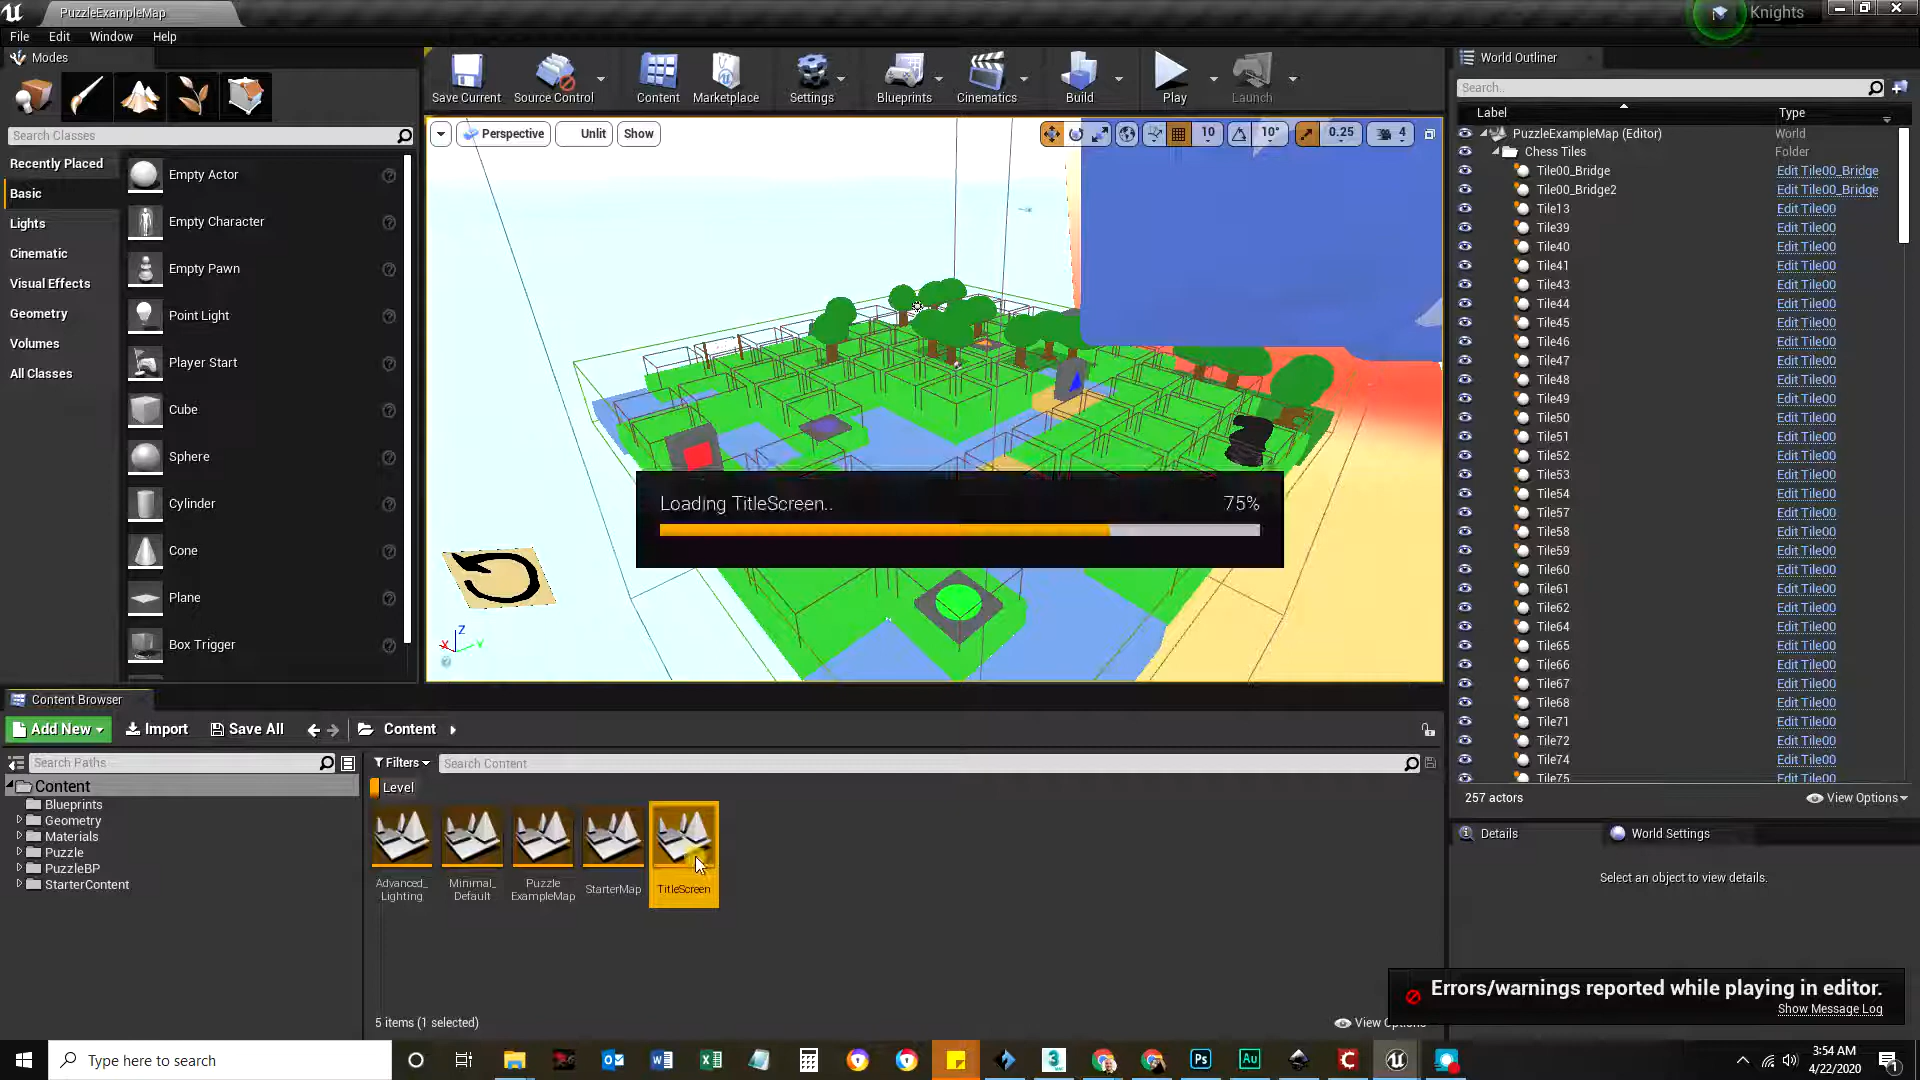 PuzzleExampleMap
Knights
File Edit Window Help
Modes
Save Current
Source Control
Content
Marketplace
Settings
Blueprints
Cinematics
Build
Play
Launch
World Outliner
Search..
Label Type
Search Classes
Perspective Unlit Show
10 10° 0.25 4
Recently Placed
Basic
Lights
Cinematic
Visual Effects
Geometry
Volumes
All Classes
Empty Actor
Empty Character
Empty Pawn
Point Light
Player Start
Cube
Sphere
Cylinder
Cone
Plane
Box Trigger
Loading TitleScreen.. 75%
Z
X
Y
PuzzleExampleMap (Editor) World
Chess Tiles Folder
Tile00_Bridge Edit Tile00_Bridge
Tile00_Bridge2 Edit Tile00_Bridge
Tile13 Edit Tile00
Tile39 Edit Tile00
Tile40 Edit Tile00
Tile41 Edit Tile00
Tile43 Edit Tile00
Tile44 Edit Tile00
Tile45 Edit Tile00
Tile46 Edit Tile00
Tile47 Edit Tile00
Tile48 Edit Tile00
Tile49 Edit Tile00
Tile50 Edit Tile00
Tile51 Edit Tile00
Tile52 Edit Tile00
Tile53 Edit Tile00
Tile54 Edit Tile00
Tile57 Edit Tile00
Tile58 Edit Tile00
Tile59 Edit Tile00
Tile60 Edit Tile00
Tile61 Edit Tile00
Tile62 Edit Tile00
Tile64 Edit Tile00
Tile65 Edit Tile00
Tile66 Edit Tile00
Tile67 Edit Tile00
Tile68 Edit Tile00
Tile71 Edit Tile00
Tile72 Edit Tile00
Tile74 Edit Tile00
Tile75 Edit Tile00
257 actors
View Options
Details
World Settings
Select an object to view details.
Content Browser
Add New
Import
Save All
Content
Search Paths
Content
Blueprints
Geometry
Materials
Puzzle
PuzzleBP
StarterContent
Filters
Search Content
Level
Advanced_
Lighting
Minimal_
Default
Puzzle
ExampleMap
StarterMap
TitleScreen
5 items (1 selected)
View Options
Errors/warnings reported while playing in editor.
Show Message Log
Type here to search
Ps
Au
3:54 AM
4/22/2020
1